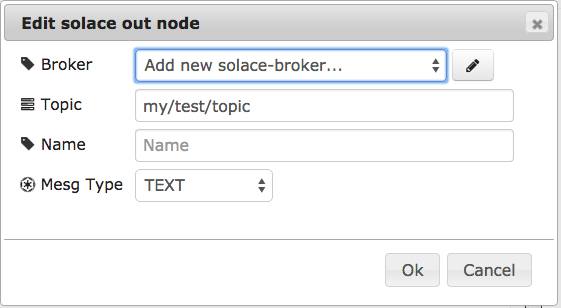 Edit solace out node
Broker Add new solace-broker...
Topic my/test/topic
Name Name
Mesg Type TEXT
Ok Cancel